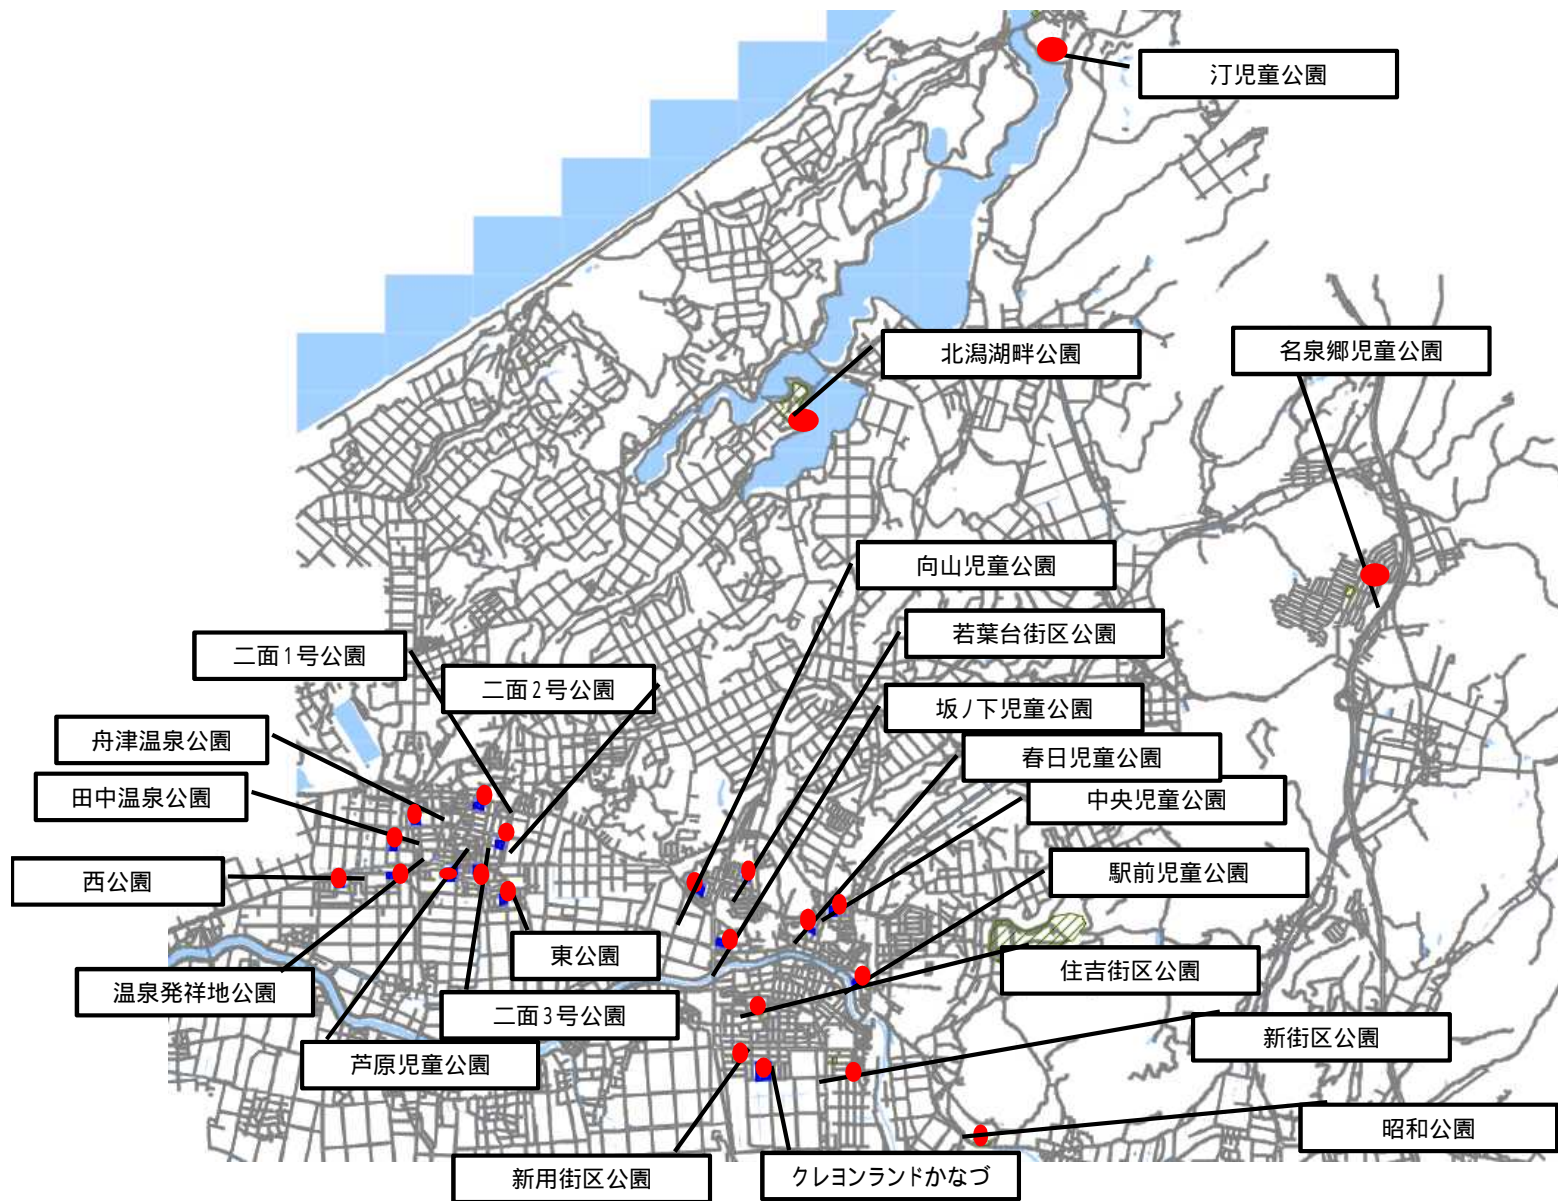 汀児童公園
北潟湖畔公園
名泉郷児童公園
向山児童公園
若葉台街区公園
二面1号公園
二面2号公園
坂ノ下児童公園
舟津温泉公園
春日児童公園
田中温泉公園
中央児童公園
西公園
駅前児童公園
東公園
住吉街区公園
温泉発祥地公園
二面3号公園
新街区公園
芦原児童公園
昭和公園
新用街区公園
クレヨンランドかなづ